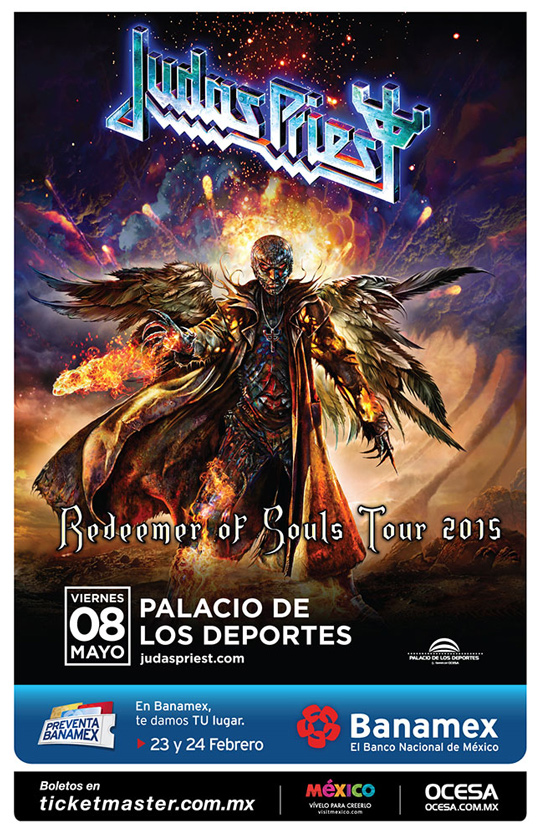 Judas Priest
Redeemer of Souls Tour 2015
VIERNES
08
MAYO
PALACIO DE
LOS DEPORTES
judaspriest.com
PALACIO DE LOS DEPORTES
PREVENTA
BANAMEX
En Banamex,
te damos TU lugar.
23 y 24 Febrero
Banamex
El Banco Nacional de México
Boletos en
ticketmaster.com.mx
MéXICO
VÍVELO PARA CREERLO
visitmexico.com
OCESA
OCESA.COM.MX